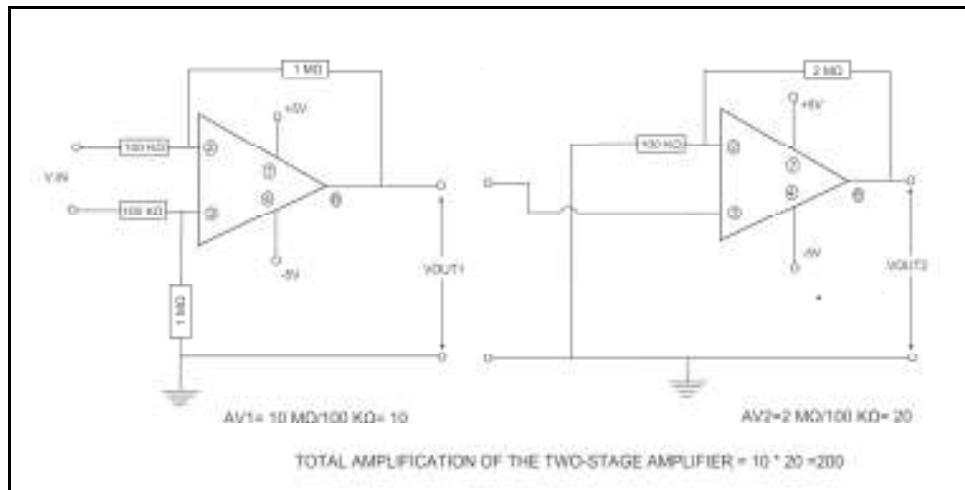 1 MΩ
2 MΩ
+5V
+5V
100 KΩ
②
100 KΩ
②
V IN
⑦
⑦
④
⑥
④
⑥
100 KΩ
③
③
-5V
-5V
VOUT1
VOUT2
1 MΩ
AV1= 10 MΩ/100 KΩ= 10
AV2=2 MΩ/100 KΩ= 20
TOTAL AMPLIFICATION OF THE TWO-STAGE AMPLIFIER = 10 * 20 =200